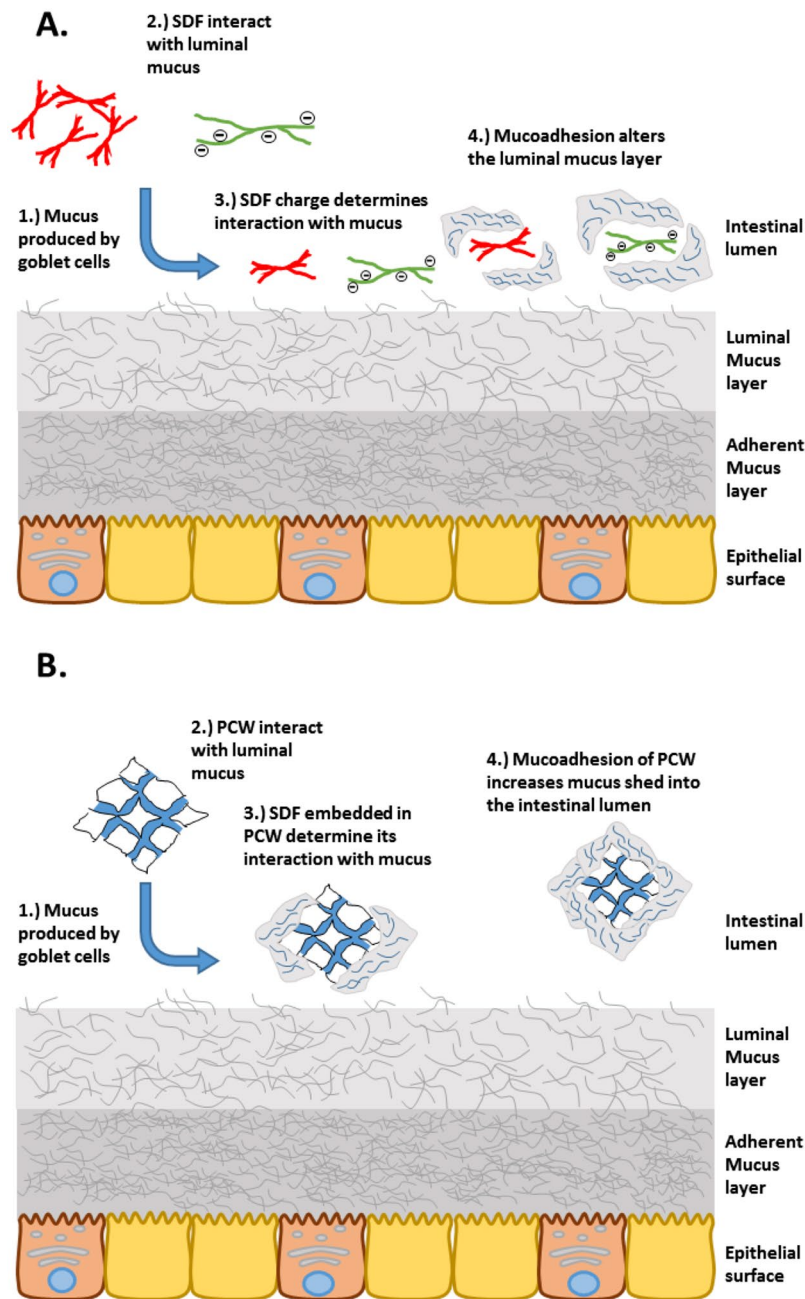 A.
2.) SDF interact
with luminal
mucus
1.) Mucus
produced by
goblet cells
3.) SDF charge determines
interaction with mucus
4.) Mucoadhesion alters
the luminal mucus layer
Intestinal
lumen
Luminal
Mucus
layer
Adherent
Mucus
layer
Epithelial
surface
B.
2.) PCW interact
with luminal
mucus
1.) Mucus
produced by
goblet cells
3.) SDF embedded in
PCW determine its
interaction with mucus
4.) Mucoadhesion of PCW
increases mucus shed into
the intestinal lumen
Intestinal
lumen
Luminal
Mucus
layer
Adherent
Mucus
layer
Epithelial
surface